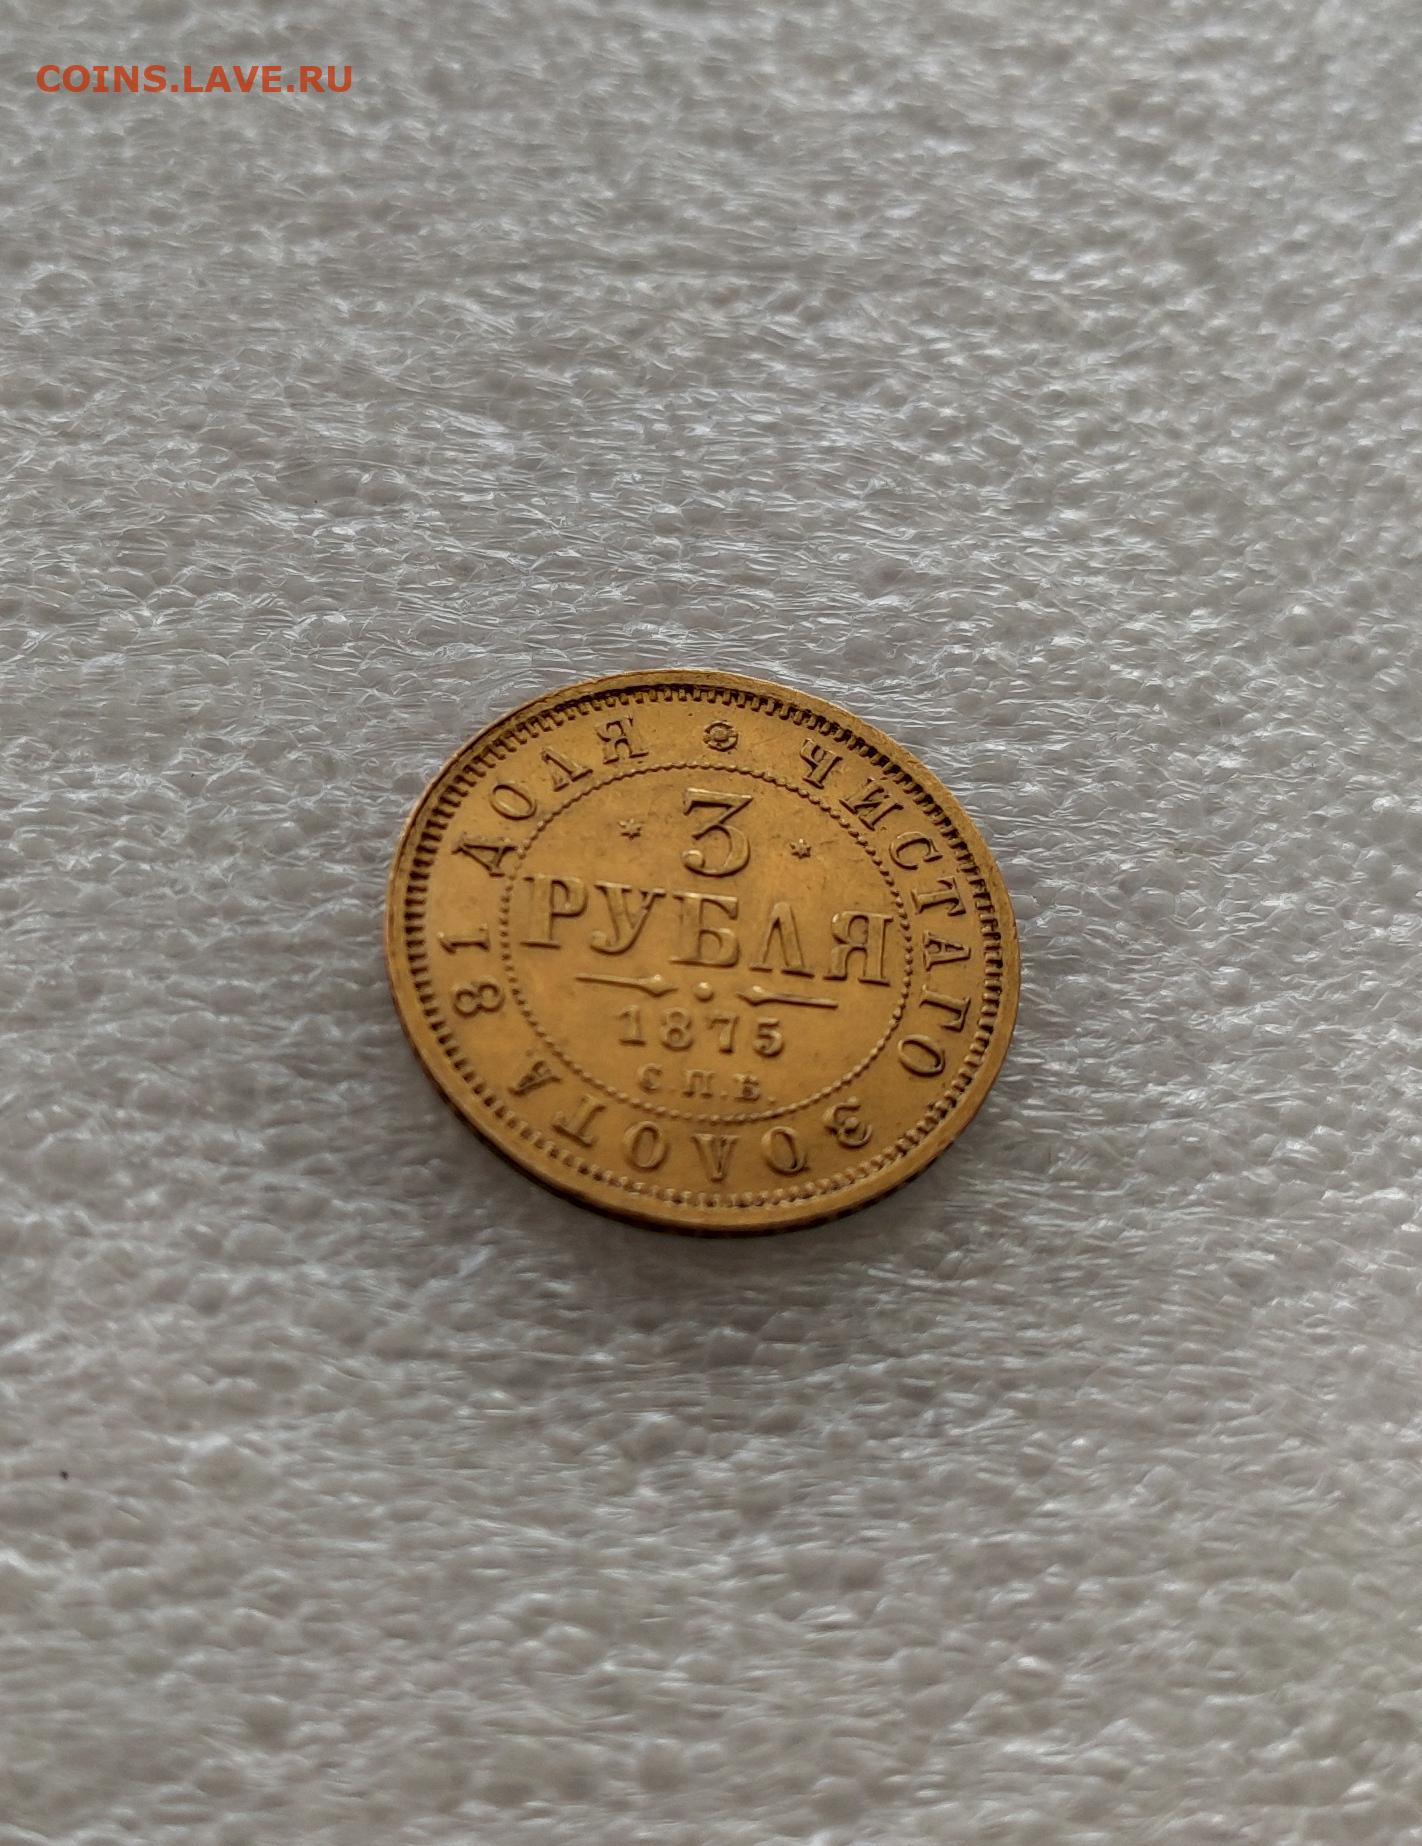 COINS.LAVE.RU
* 3 *
РУБЛЯ
1875
С.П.Б.
ЧИСТАГО ЗОЛОТА 81 ДОЛЯ